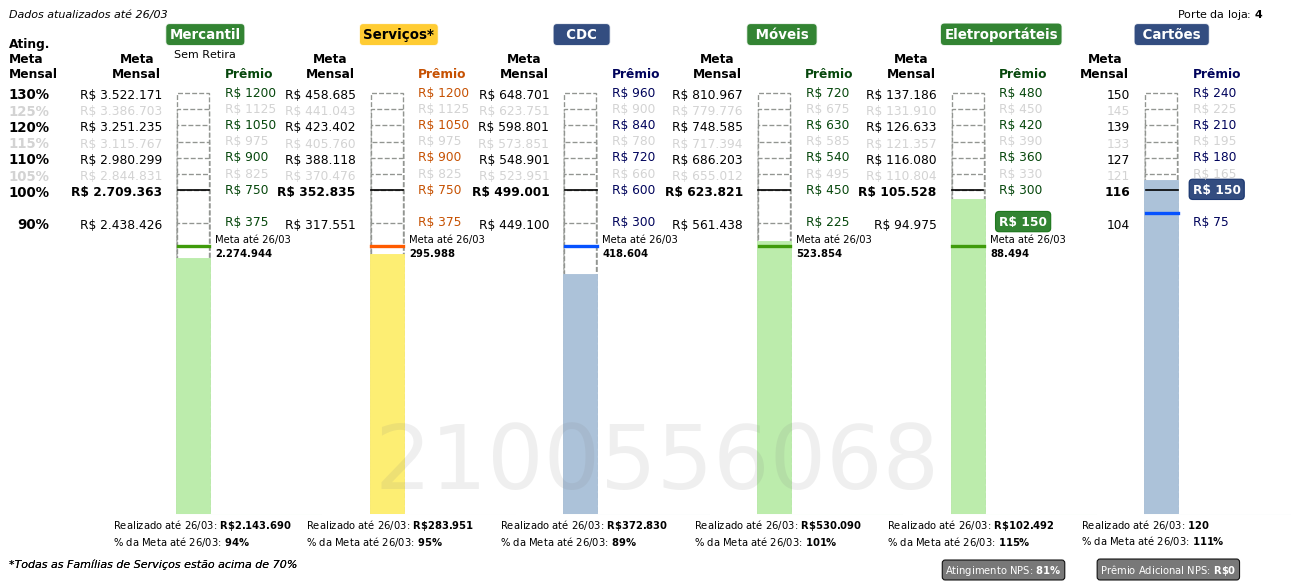 Dados atualizados até 26/03 Porte da loja: 4
Mercantil Serviços* CDC Móveis Eletroportáteis Cartões
Sem Retira
Ating. Meta Mensal Meta Mensal Prêmio Meta Mensal Prêmio Meta Mensal Prêmio Meta Mensal Prêmio Meta Mensal Prêmio Meta Mensal Prêmio
130% R$ 3.522.171 R$ 1200 R$ 458.685 R$ 1200 R$ 648.701 R$ 960 R$ 810.967 R$ 720 R$ 137.186 R$ 480 150 R$ 240
125% R$ 3.386.703 R$ 1125 R$ 441.043 R$ 1125 R$ 623.751 R$ 900 R$ 779.776 R$ 675 R$ 131.910 R$ 450 145 R$ 225
120% R$ 3.251.235 R$ 1050 R$ 423.402 R$ 1050 R$ 598.801 R$ 840 R$ 748.585 R$ 630 R$ 126.633 R$ 420 139 R$ 210
115% R$ 3.115.767 R$ 975 R$ 405.760 R$ 975 R$ 573.851 R$ 780 R$ 717.394 R$ 585 R$ 121.357 R$ 390 133 R$ 195
110% R$ 2.980.299 R$ 900 R$ 388.118 R$ 900 R$ 548.901 R$ 720 R$ 686.203 R$ 540 R$ 116.080 R$ 360 127 R$ 180
105% R$ 2.844.831 R$ 825 R$ 370.476 R$ 825 R$ 523.951 R$ 660 R$ 655.012 R$ 495 R$ 110.804 R$ 330 121 R$ 165
100% R$ 2.709.363 R$ 750 R$ 352.835 R$ 750 R$ 499.001 R$ 600 R$ 623.821 R$ 450 R$ 105.528 R$ 300 116 R$ 150
90% R$ 2.438.426 R$ 375 R$ 317.551 R$ 375 R$ 449.100 R$ 300 R$ 561.438 R$ 225 R$ 94.975 R$ 150 104 R$ 75
Meta até 26/03 Meta até 26/03 Meta até 26/03 Meta até 26/03 Meta até 26/03
2.274.944 295.988 418.604 523.854 88.494
2100556068
Realizado até 26/03: R$2.143.690 Realizado até 26/03: R$283.951 Realizado até 26/03: R$372.830 Realizado até 26/03: R$530.090 Realizado até 26/03: R$102.492 Realizado até 26/03: 120
% da Meta até 26/03: 94% % da Meta até 26/03: 95% % da Meta até 26/03: 89% % da Meta até 26/03: 101% % da Meta até 26/03: 115% % da Meta até 26/03: 111%
*Todas as Famílias de Serviços estão acima de 70% Atingimento NPS: 81% Prêmio Adicional NPS: R$0